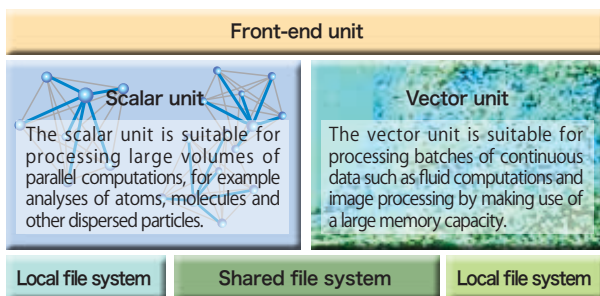 Front-end unit
Scalar unit
The scalar unit is suitable for
processing large volumes of
parallel computations, for example
analyses of atoms, molecules and
other dispersed particles.
Vector unit
The vector unit is suitable for
processing batches of continuous
data such as fluid computations and
image processing by making use of
a large memory capacity.
Local file system
Shared file system
Local file system